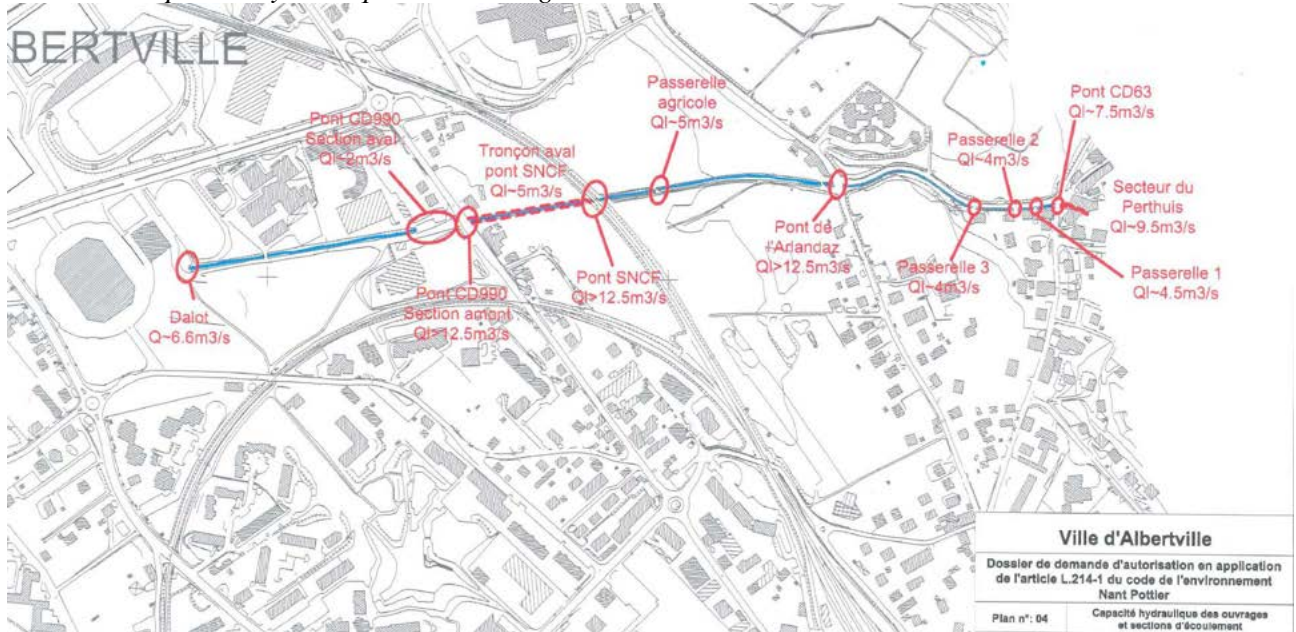 BERTVILLE
Pont CD990
Section aval
Ql~2m3/s
Tronçon aval
pont SNCF
Ql~5m3/s
Passerelle
agricole
Ql~5m3/s
Passerelle 2
Ql~4m3/s
Pont CD63
Ql~7.5m3/s
Secteur du
Perthuis
Ql~9.5m3/s
Dalot
Q~6.6m3/s
Pont CD990
Section amont
Ql>12.5m3/s
Pont SNCF
Ql>12.5m3/s
Pont de
l'Arlandaz
Ql>12.5m3/s
Passerelle 3
Ql~4m3/s
Passerelle 1
Ql~4.5m3/s
Ville d'Albertville
Dossier de demande d'autorisation en application
de l'article L.214-1 du code de l'environnement
Nant Pottier
Plan n°: 04
Capacité hydraulique des ouvrages
et sections d'écoulement